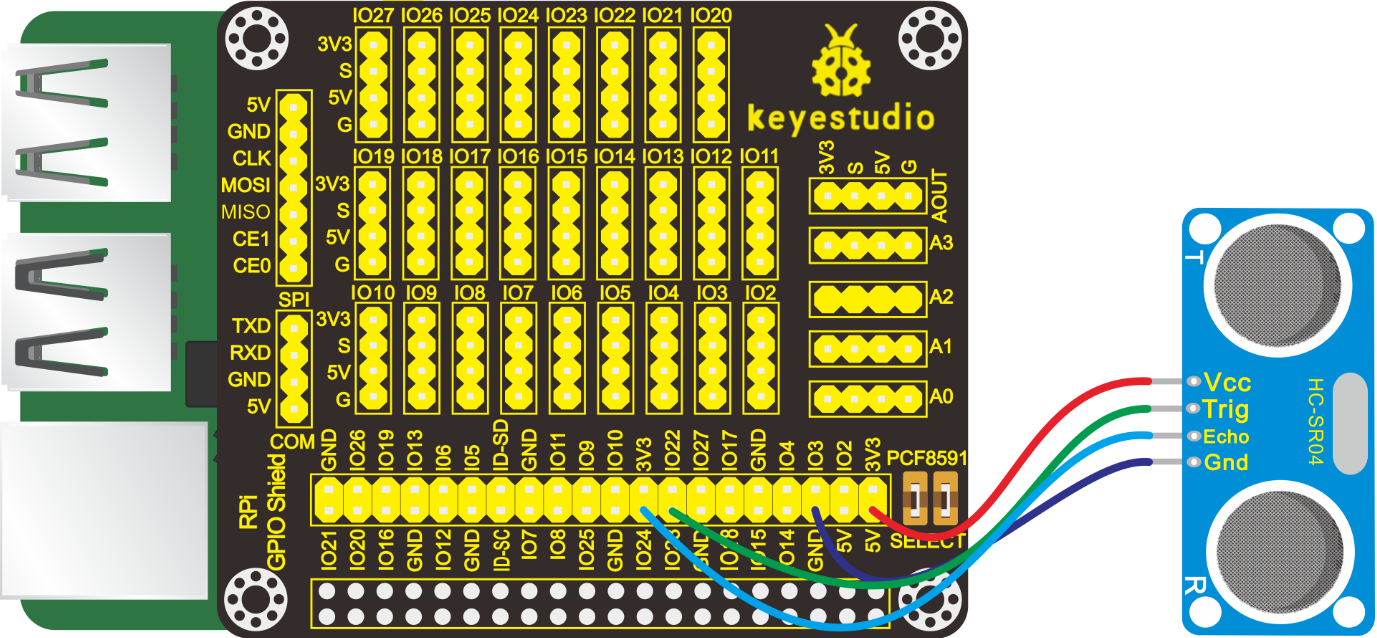 IO27 IO26 IO25 IO24 IO23 IO22 IO21 IO20
3V3
S
5V
G
keyestudio
5V
GND
CLK
MOSI
MISO
CE1
CE0
SPI
IO19 IO18 IO17 IO16 IO15 IO14 IO13 IO12 IO11
3V3
S
5V
G
3V3 S 5V G
AOUT
A3
A2
A1
A0
IO10 IO9 IO8 IO7 IO6 IO5 IO4 IO3 IO2
3V3
S
5V
G
TXD
RXD
GND
5V
COM
RPi
GPIO Shield
GND IO26 IO19 IO13 IO6 IO5 ID-SD GND IO11 IO9 IO10 3V3 IO22 IO27 IO17 GND IO4 IO3 IO2 3V3
IO21 IO20 IO16 GND IO12 GND ID-SC IO7 IO8 IO25 GND IO24 IO23 GND IO18 IO15 IO14 GND 5V 5V
PCF8591
SELECT
T
Vcc
Trig
Echo
Gnd
HC-SR04
R